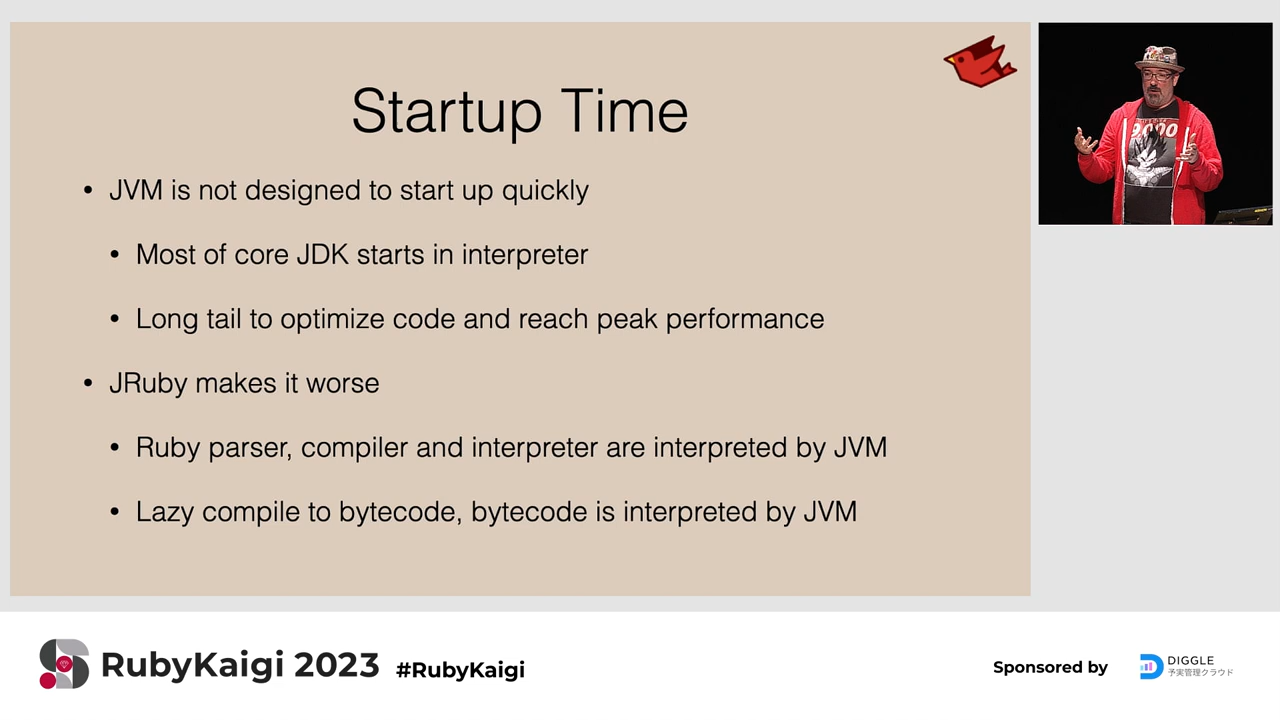 Startup Time
• JVM is not designed to start up quickly
• Most of core JDK starts in interpreter
• Long tail to optimize code and reach peak performance
• JRuby makes it worse
• Ruby parser, compiler and interpreter are interpreted by JVM
• Lazy compile to bytecode, bytecode is interpreted by JVM
9000
RubyKaigi 2023 #RubyKaigi
Sponsored by
DIGGLE
予実管理クラウド